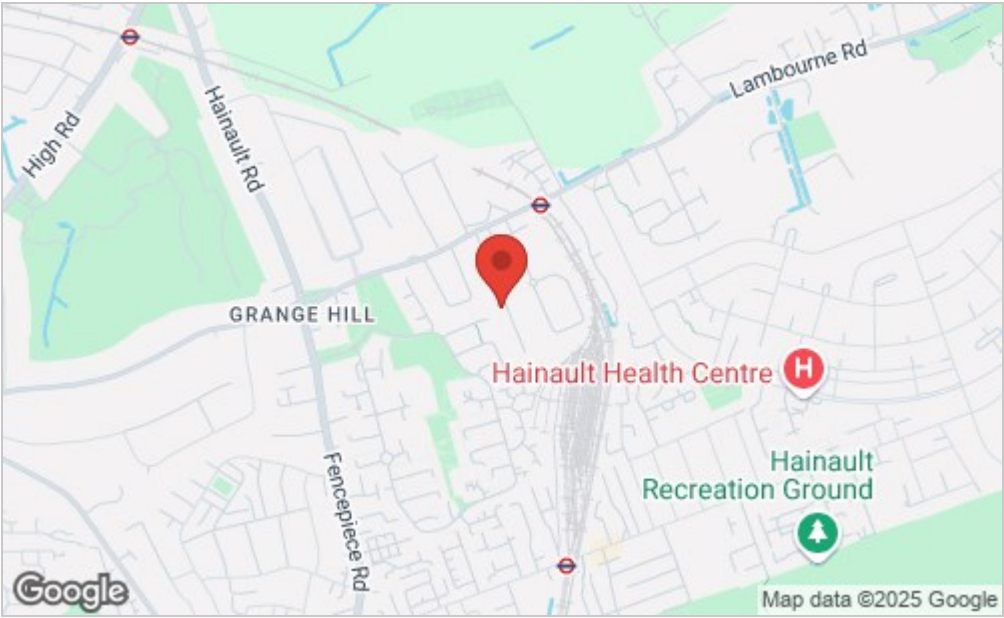 Lambourne Rd
High Rd
Hainault Rd
GRANGE HILL
Hainault Health Centre
H
Hainault
Recreation Ground
Fencepiece Rd
Google
Map data ©2025 Google